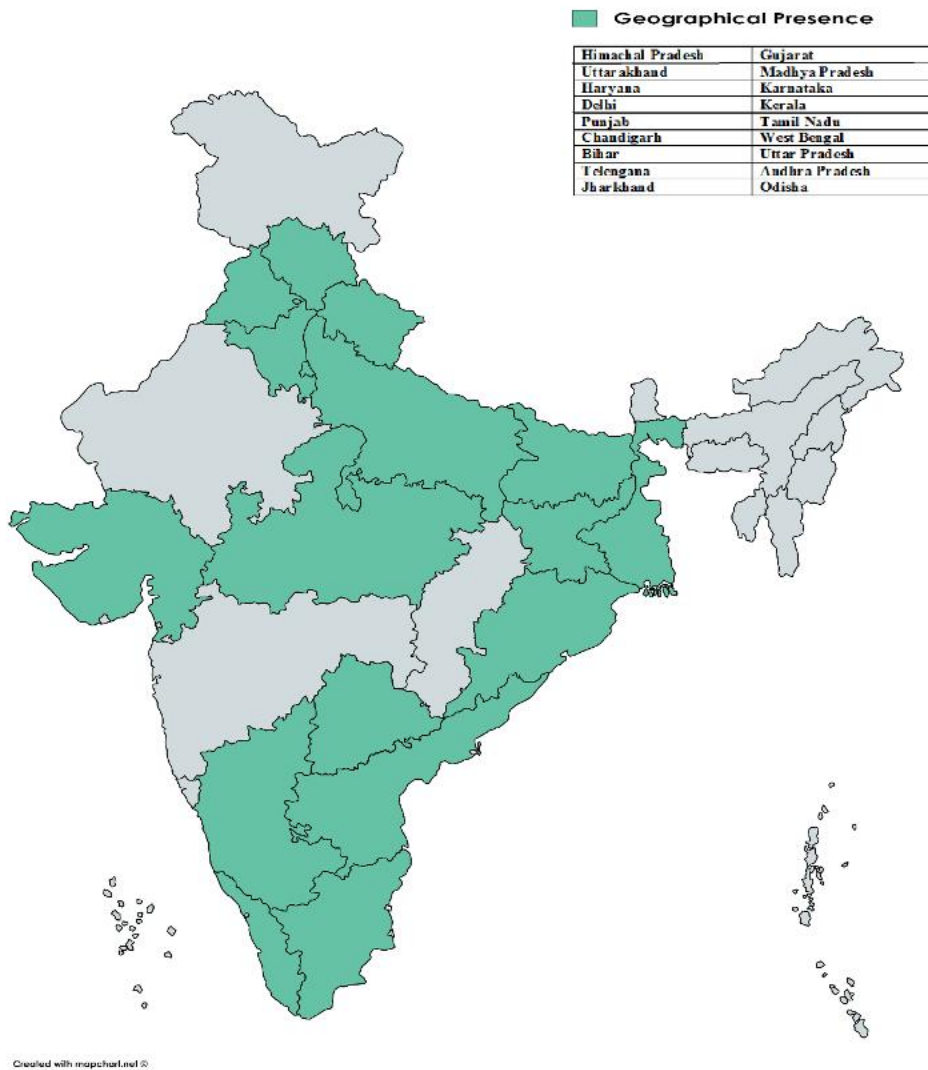 Geographical Presence
Himachal Pradesh Gujarat
Uttarakhand Madhya Pradesh
Haryana Karnataka
Delhi Kerala
Punjab Tamil Nadu
Chandigarh West Bengal
Bihar Uttar Pradesh
Telengana Andhra Pradesh
Jharkhand Odisha
Created with mapchart.net ©